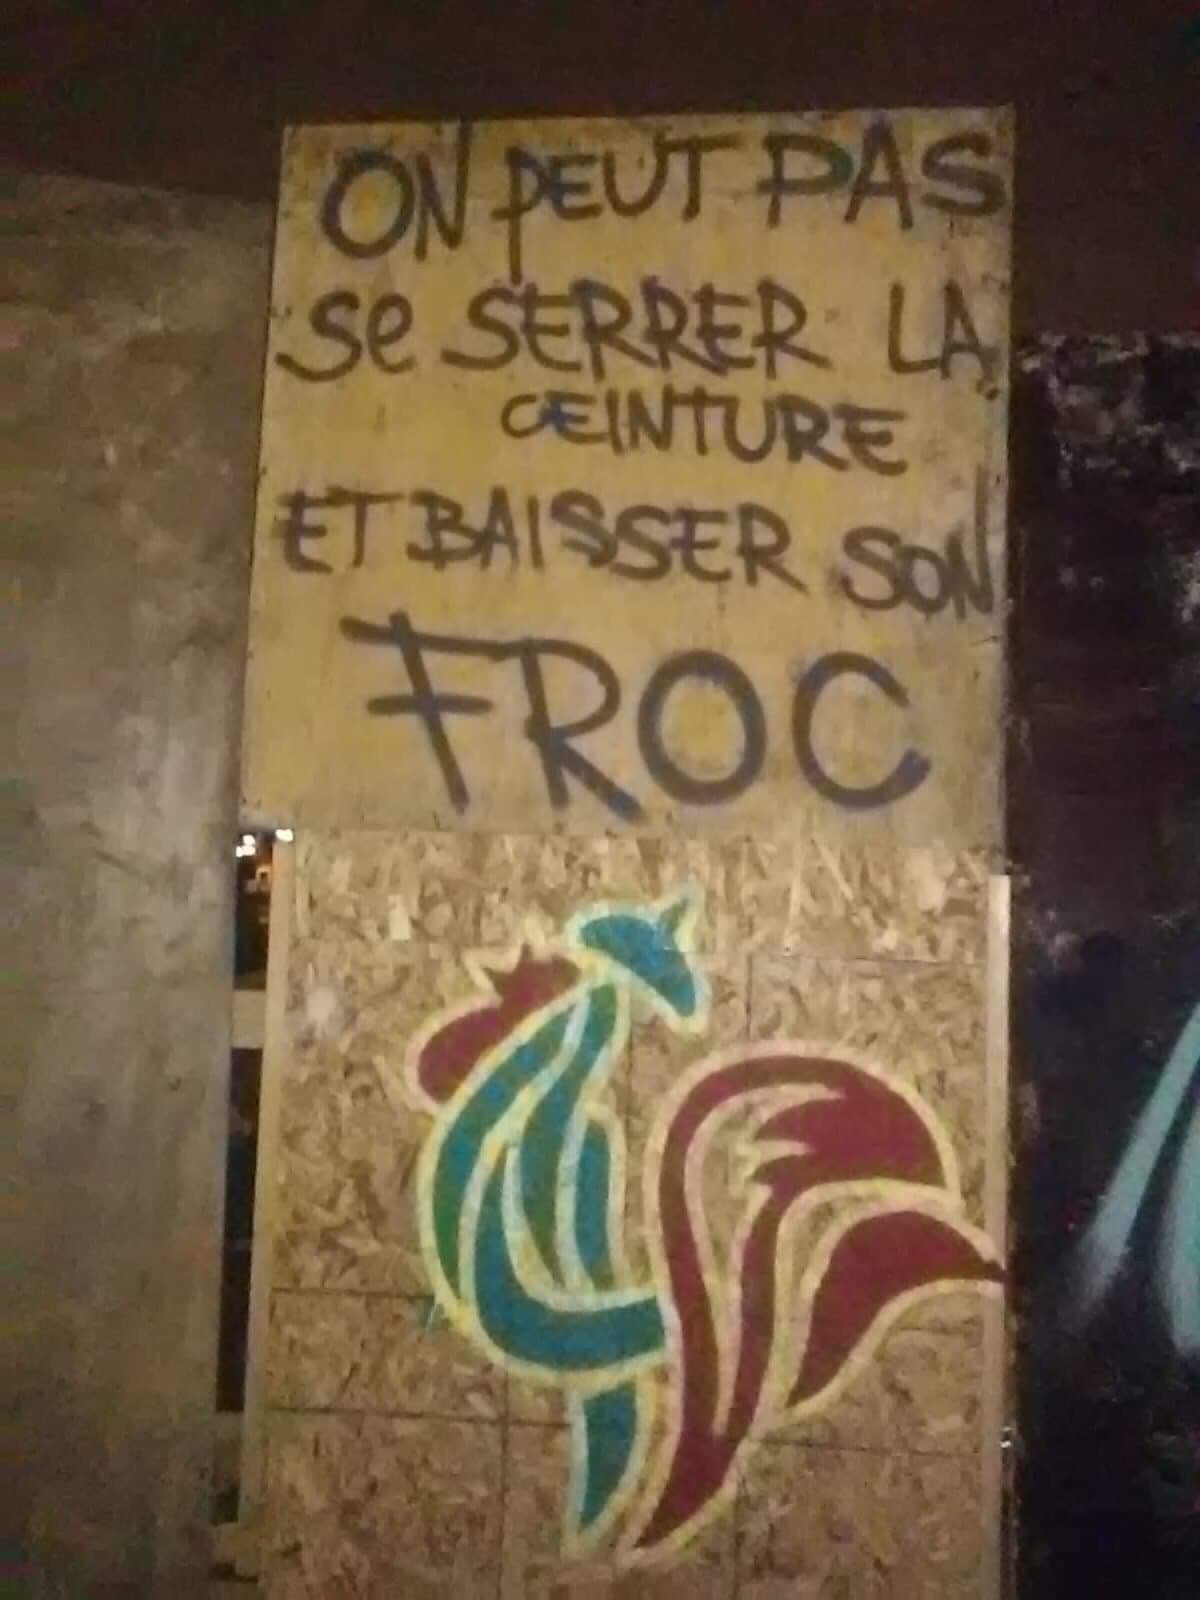 ON PEUT PAS
Se SERRER LA
CEINTURE
ET BAISSER SON
FROC